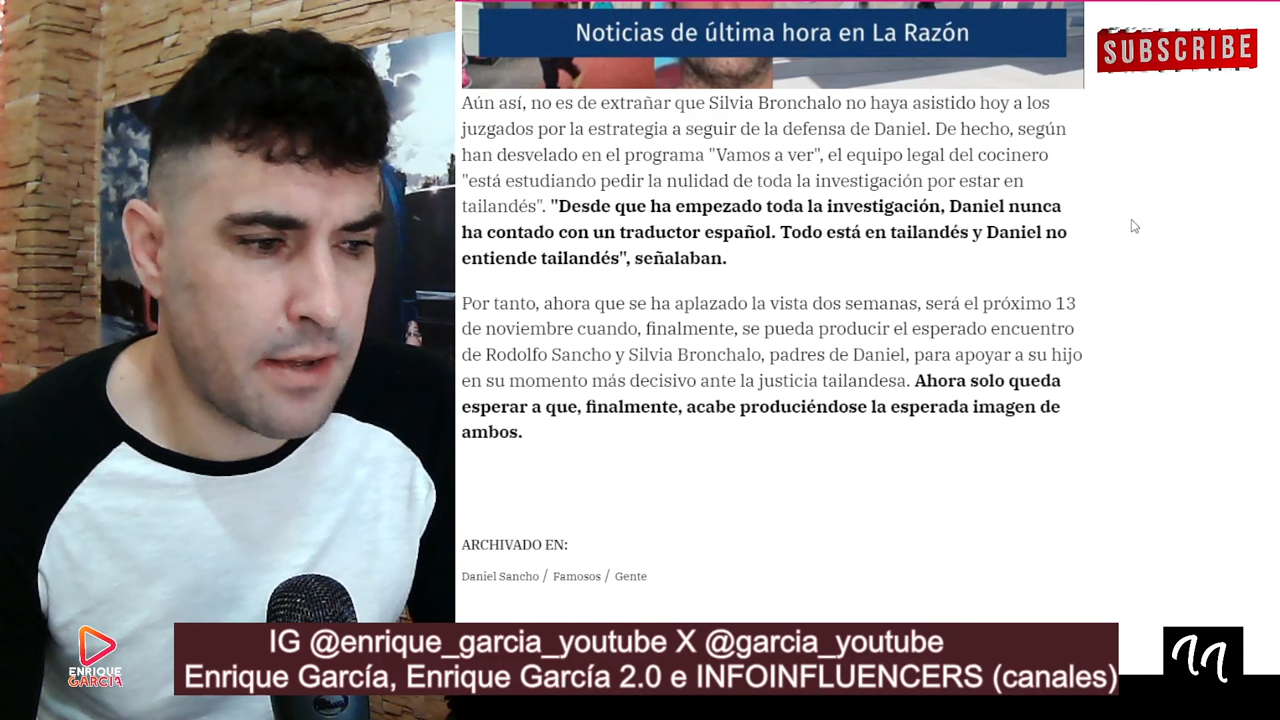 Noticias de última hora en La Razón
SUBSCRIBE
Aún así, no es de extrañar que Silvia Bronchalo no haya asistido hoy a los
juzgados por la estrategia a seguir de la defensa de Daniel. De hecho, según
han desvelado en el programa "Vamos a ver", el equipo legal del cocinero
"está estudiando pedir la nulidad de toda la investigación por estar en
tailandés". "Desde que ha empezado toda la investigación, Daniel nunca
ha contado con un traductor español. Todo está en tailandés y Daniel no
entiende tailandés", señalaban.
Por tanto, ahora que se ha aplazado la vista dos semanas, será el próximo 13
de noviembre cuando, finalmente, se pueda producir el esperado encuentro
de Rodolfo Sancho y Silvia Bronchalo, padres de Daniel, para apoyar a su hijo
en su momento más decisivo ante la justicia tailandesa. Ahora solo queda
esperar a que, finalmente, acabe produciéndose la esperada imagen de
ambos.
ARCHIVADO EN:
Daniel Sancho / Famosos / Gente
IG @enrique_garcia_youtube X @garcia_youtube
Enrique García, Enrique García 2.0 e INFOINFLUENCERS (canales)
ENRIQUE
GARCÍA